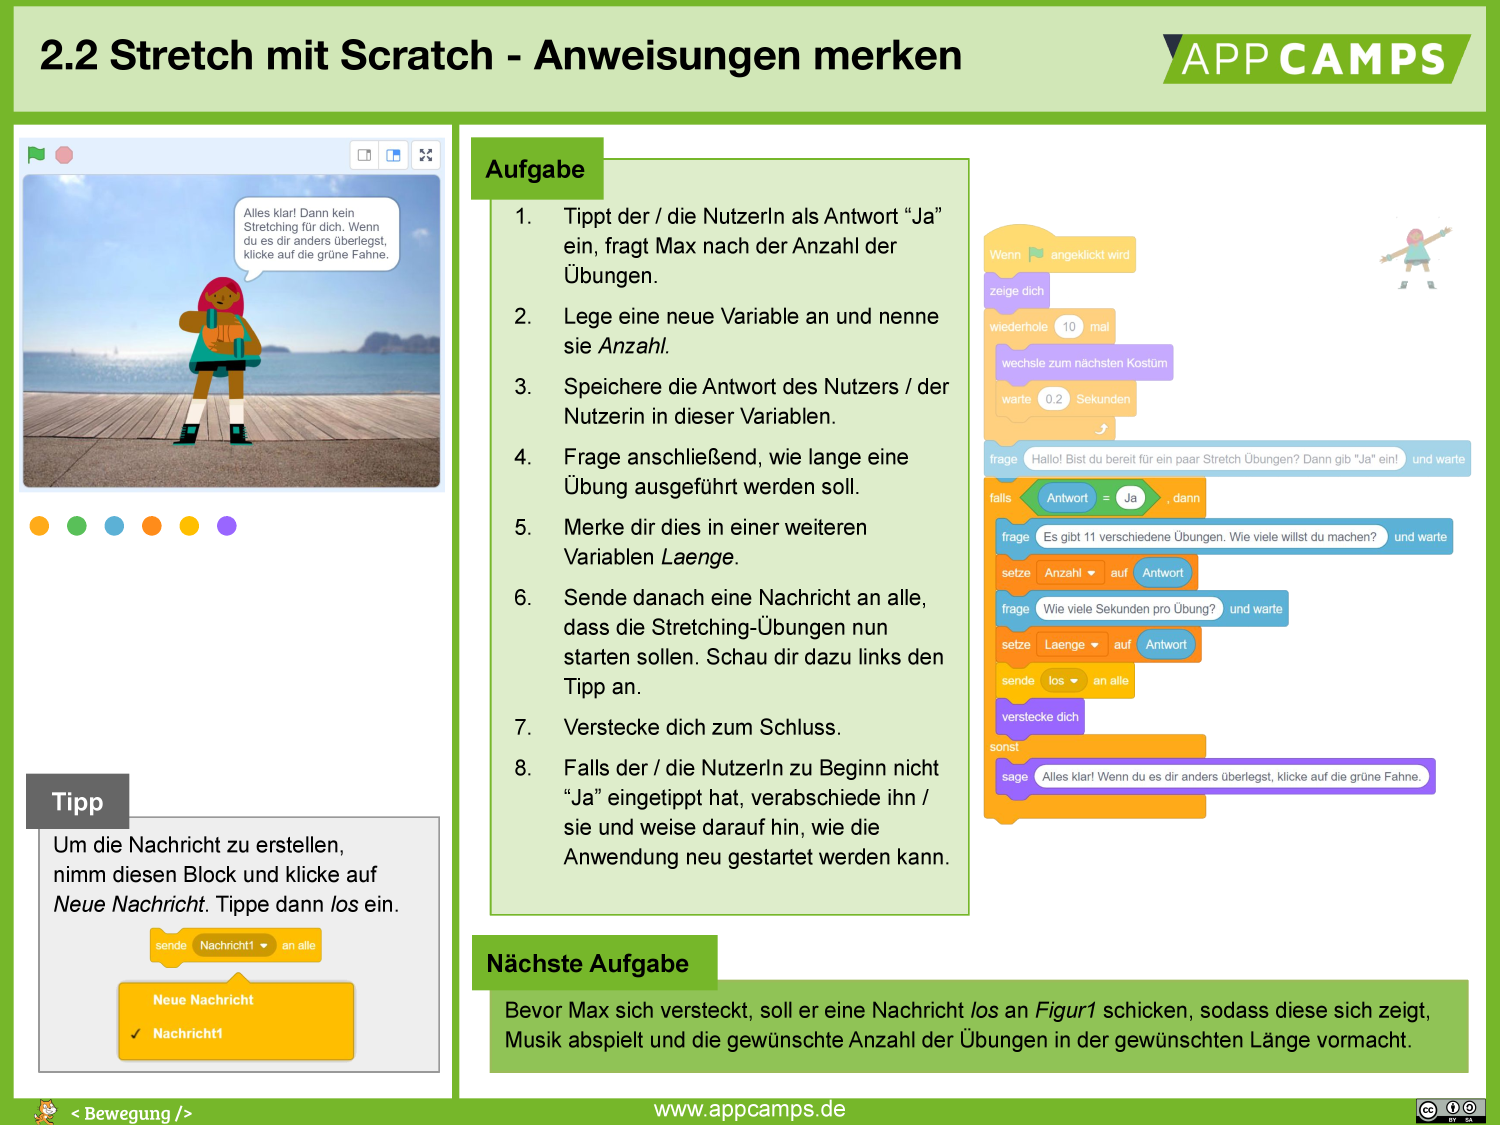 2.2 Stretch mit Scratch - Anweisungen merken
APP CAMPS
Alles klar! Dann kein
Stretching für dich. Wenn
du es dir anders überlegst,
klicke auf die grüne Fahne.
Tipp
Um die Nachricht zu erstellen,
nimm diesen Block und klicke auf
Neue Nachricht. Tippe dann los ein.
sende Nachricht1 an alle
Neue Nachricht
✓ Nachricht1
Aufgabe
1. Tippt der / die NutzerIn als Antwort “Ja”
ein, fragt Max nach der Anzahl der
Übungen.
2. Lege eine neue Variable an und nenne
sie Anzahl.
3. Speichere die Antwort des Nutzers / der
Nutzerin in dieser Variablen.
4. Frage anschließend, wie lange eine
Übung ausgeführt werden soll.
5. Merke dir dies in einer weiteren
Variablen Laenge.
6. Sende danach eine Nachricht an alle,
dass die Stretching-Übungen nun
starten sollen. Schau dir dazu links den
Tipp an.
7. Verstecke dich zum Schluss.
8. Falls der / die NutzerIn zu Beginn nicht
“Ja” eingetippt hat, verabschiede ihn /
sie und weise darauf hin, wie die
Anwendung neu gestartet werden kann.
Wenn angeklickt wird
zeige dich
wiederhole 10 mal
wechsle zum nächsten Kostüm
warte 0.2 Sekunden
frage Hallo! Bist du bereit für ein paar Stretch Übungen? Dann gib "Ja" ein! und warte
falls Antwort = Ja , dann
frage Es gibt 11 verschiedene Übungen. Wie viele willst du machen? und warte
setze Anzahl auf Antwort
frage Wie viele Sekunden pro Übung? und warte
setze Laenge auf Antwort
sende los an alle
verstecke dich
sonst
sage Alles klar! Wenn du es dir anders überlegst, klicke auf die grüne Fahne.
Nächste Aufgabe
Bevor Max sich versteckt, soll er eine Nachricht los an Figur1 schicken, sodass diese sich zeigt,
Musik abspielt und die gewünschte Anzahl der Übungen in der gewünschten Länge vormacht.
< Bewegung />
www.appcamps.de
cc BY SA